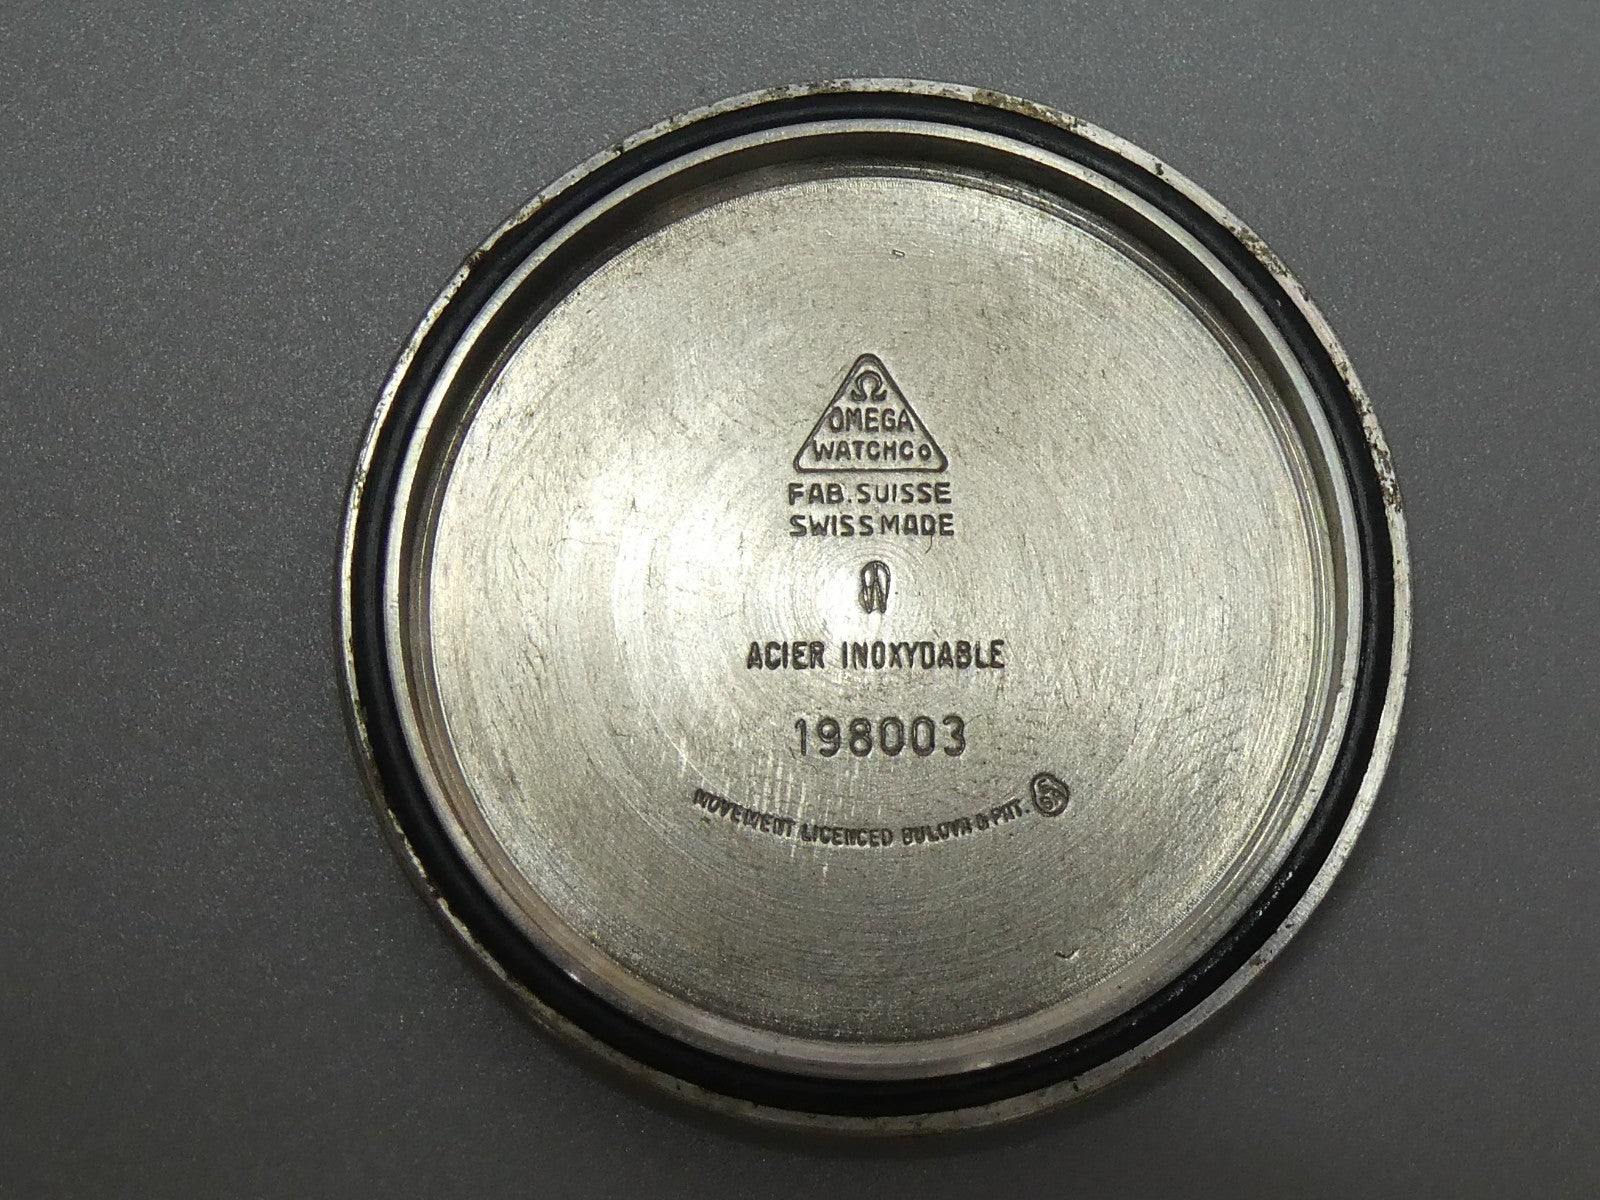 Ω
OMEGA
WATCH Co
FAB. SUISSE
SWISS MADE
ACIER INOXYDABLE
198003
MOVEMENT LICENCED BULOVA & PAT.